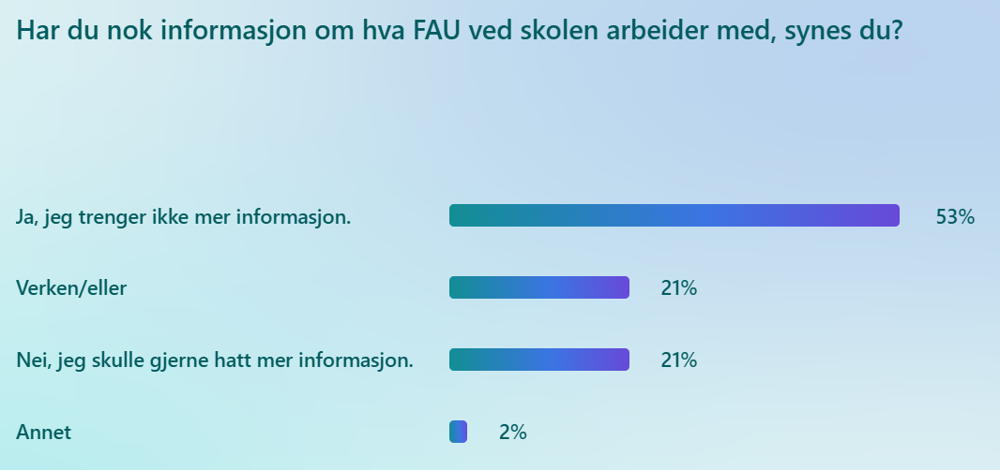 Har du nok informasjon om hva FAU ved skolen arbeider med, synes du?
Ja, jeg trenger ikke mer informasjon. 53%
Verken/eller 21%
Nei, jeg skulle gjerne hatt mer informasjon. 21%
Annet 2%